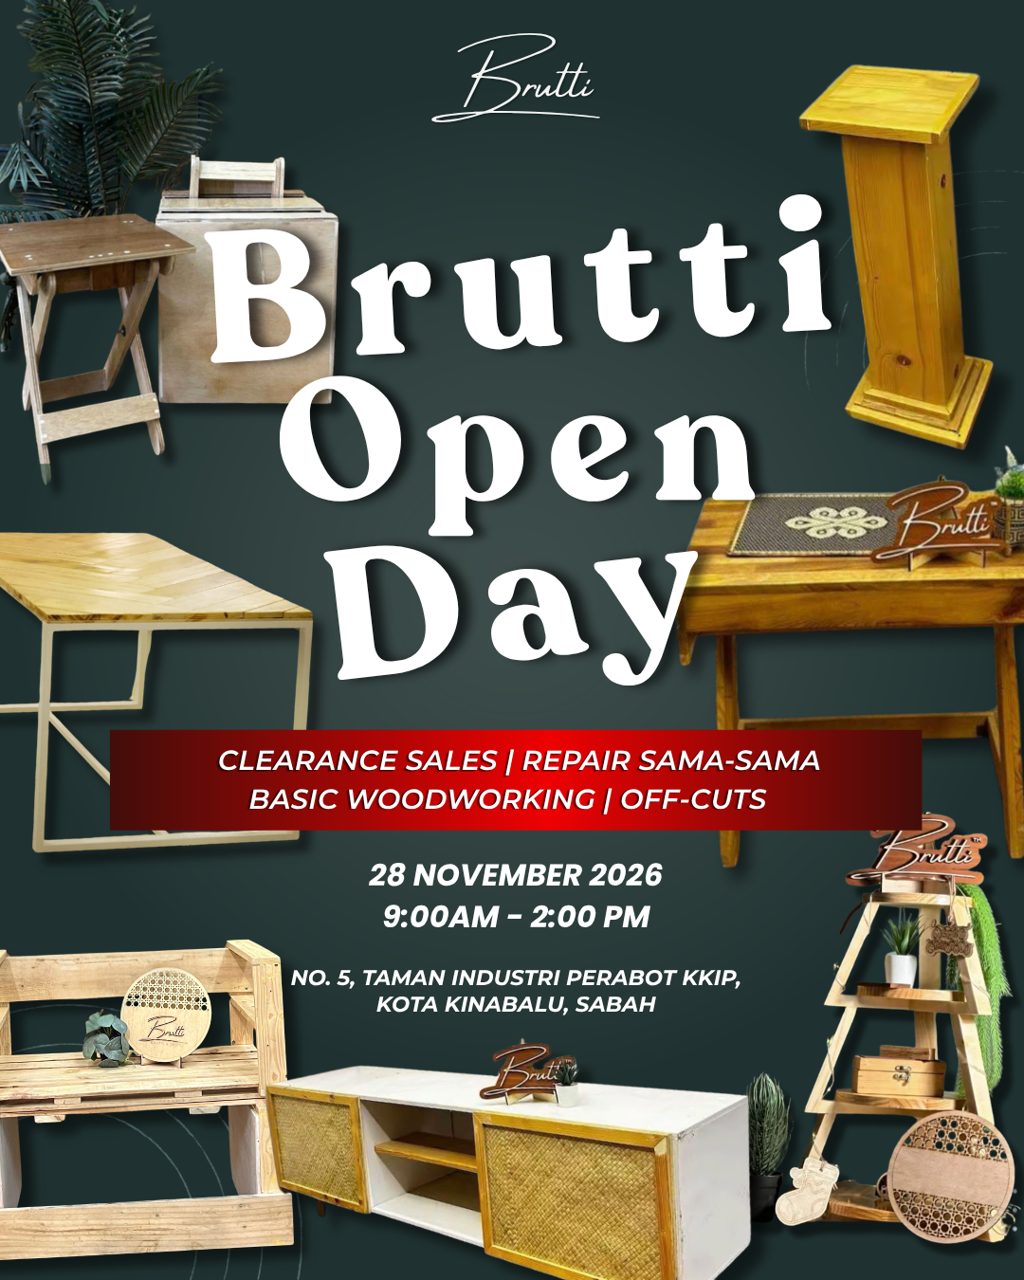 Brutti
Brutti
Open
Day
Brutti
CLEARANCE SALES | REPAIR SAMA-SAMA
BASIC WOODWORKING | OFF-CUTS
Brutti
28 NOVEMBER 2026
9:00AM - 2:00 PM
NO. 5, TAMAN INDUSTRI PERABOT KKIP,
KOTA KINABALU, SABAH
Brutti
Brutti